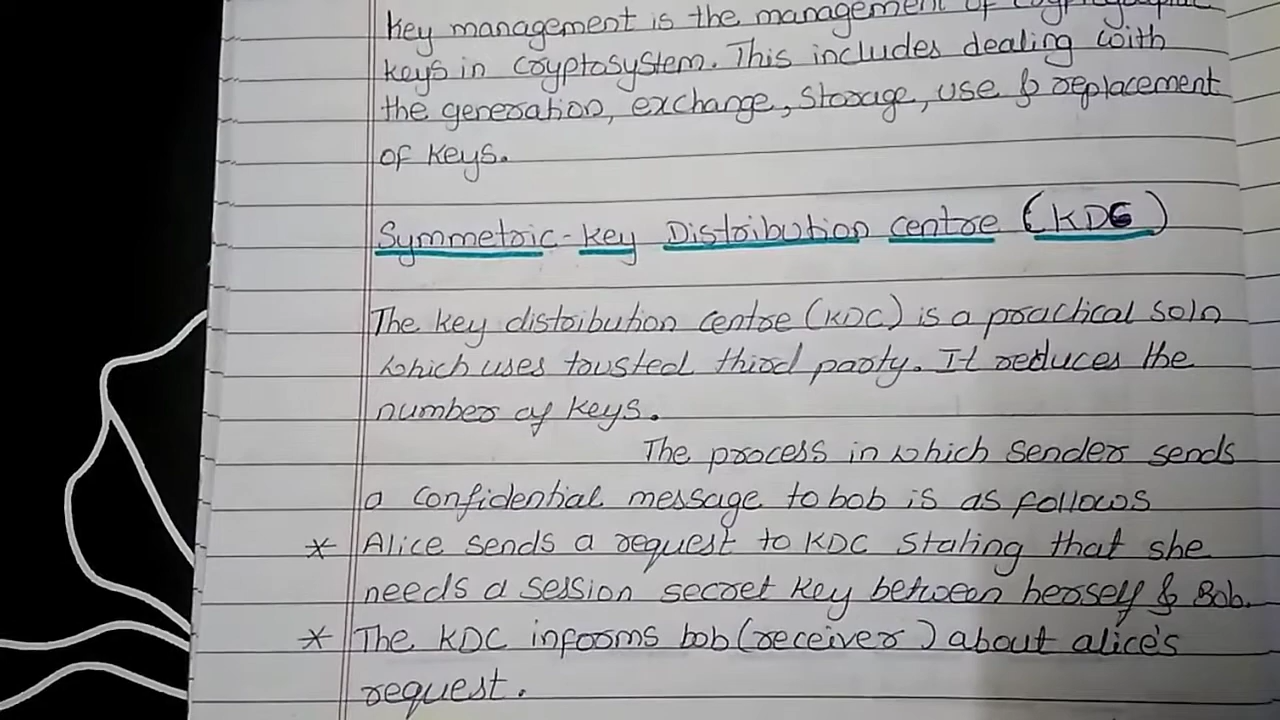 Key management is the management of cryptographic
keys in cryptosystem. This includes dealing with
the generation, exchange, storage, use & replacement
of keys.
Symmetric-key Distribution centre (KDC)
The key distribution centre (KDC) is a practical soln
which uses trusted third party. It reduces the
number of keys.
The process in which sender sends
a confidential message to bob is as follows
* Alice sends a request to KDC stating that she
needs a session secret key between herself & Bob.
* The KDC informs bob (receiver) about alice's
request.